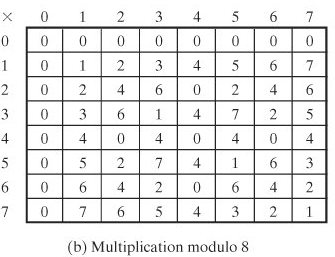 × 0 1 2 3 4 5 6 7
0 0 0 0 0 0 0 0 0
1 0 1 2 3 4 5 6 7
2 0 2 4 6 0 2 4 6
3 0 3 6 1 4 7 2 5
4 0 4 0 4 0 4 0 4
5 0 5 2 7 4 1 6 3
6 0 6 4 2 0 6 4 2
7 0 7 6 5 4 3 2 1
(b) Multiplication modulo 8